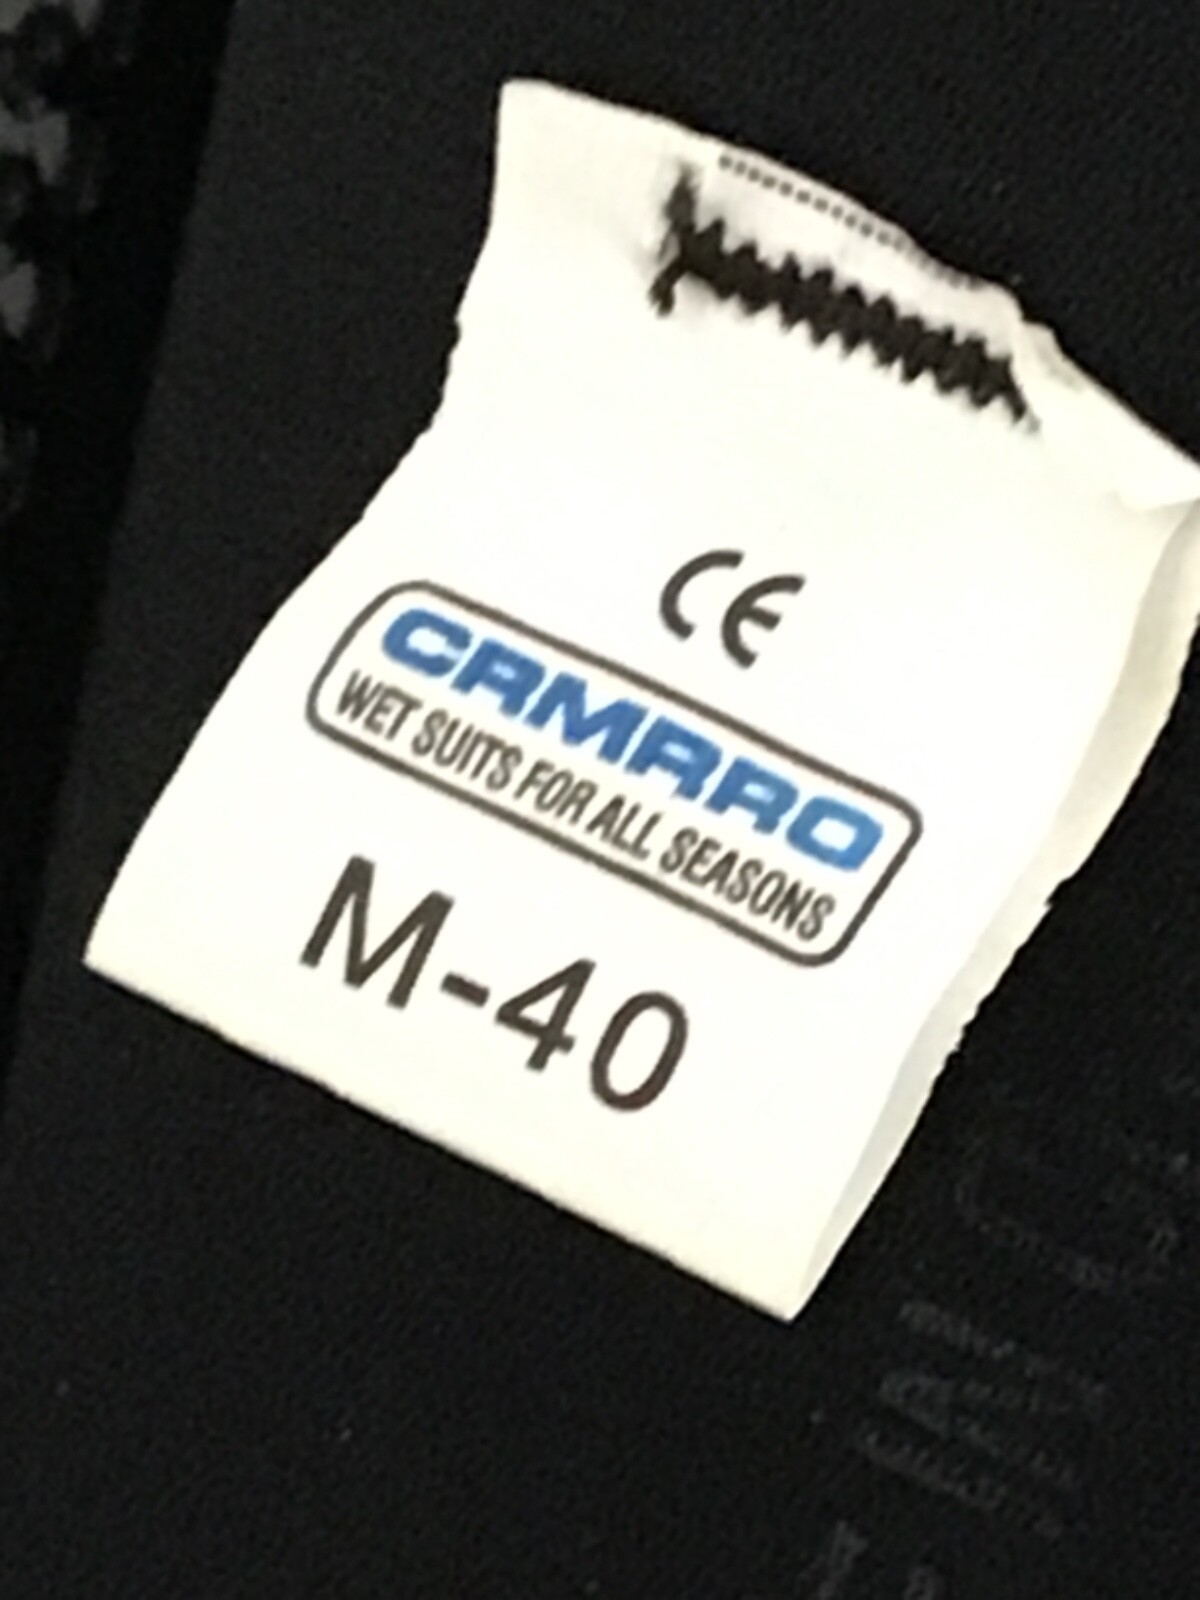 CE
CAMARO
WET SUITS FOR ALL SEASONS
M-40